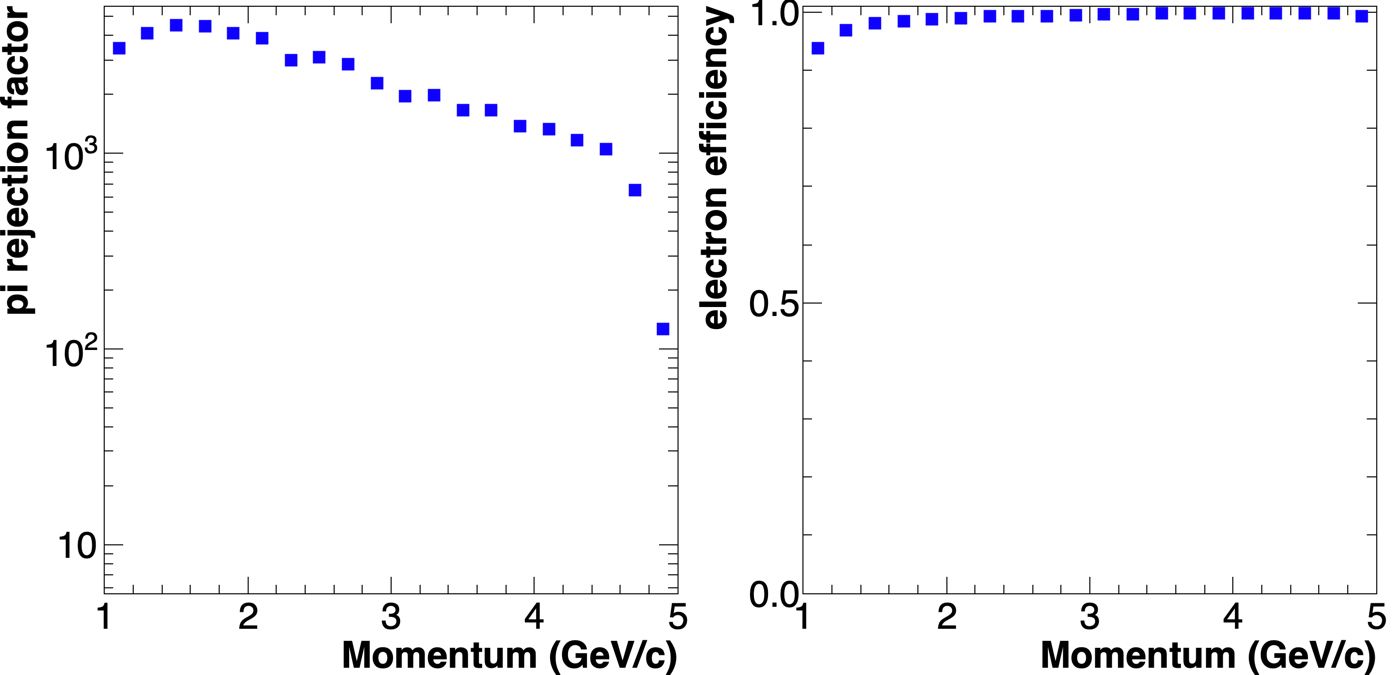 pi rejection factor
10³
10²
10
1 2 3 4 5
Momentum (GeV/c)
electron efficiency
1.0
0.5
0.0
1 2 3 4 5
Momentum (GeV/c)